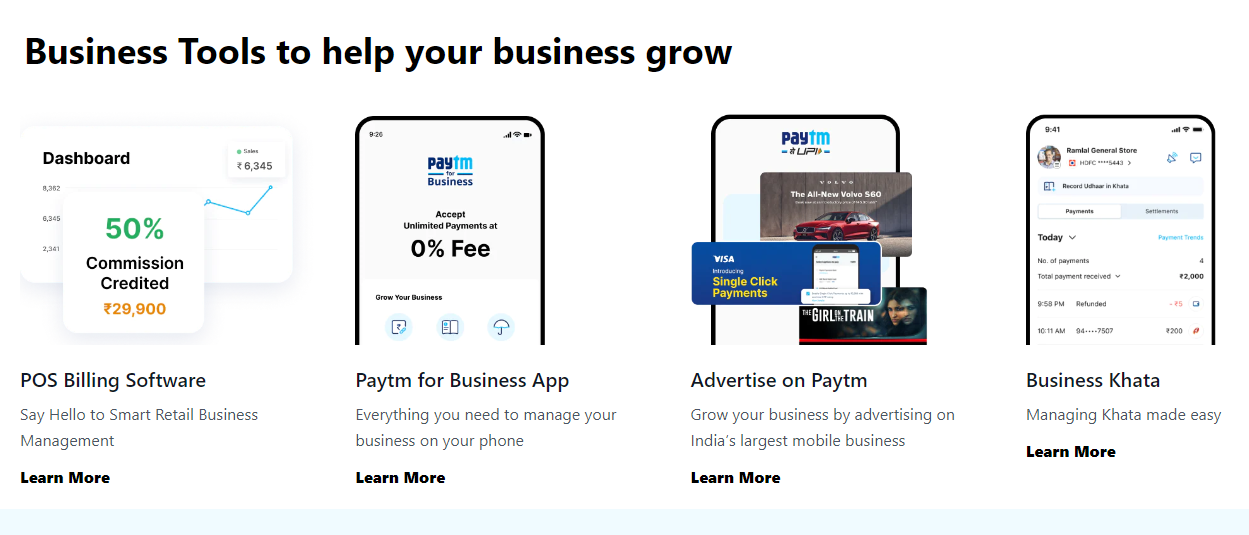 Business Tools to help your business grow
Dashboard
Sales
₹ 6,345
8,362
6,345
2,341
50%
Commission
Credited
₹29,900
POS Billing Software
Say Hello to Smart Retail Business
Management
Learn More
9:26
paytm
for
Business
Accept
Unlimited Payments at
0% Fee
Grow Your Business
Paytm for Business App
Everything you need to manage your
business on your phone
Learn More
paytm
से UPI
VOLVO
The All-New Volvo S60
VISA
Introducing
Single Click
Payments
THE GIRL ON THE TRAIN
Advertise on Paytm
Grow your business by advertising on
India's largest mobile business
Learn More
9:41
Ramlal General Store
HDFC ****5443 >
Record Udhaar in Khata
Payments
Settlements
Today
Payment Trends
No. of payments
4
Total payment received
₹2,000
9:58 PM Refunded - ₹5
10:11 AM 94••••7507 ₹200
Business Khata
Managing Khata made easy
Learn More